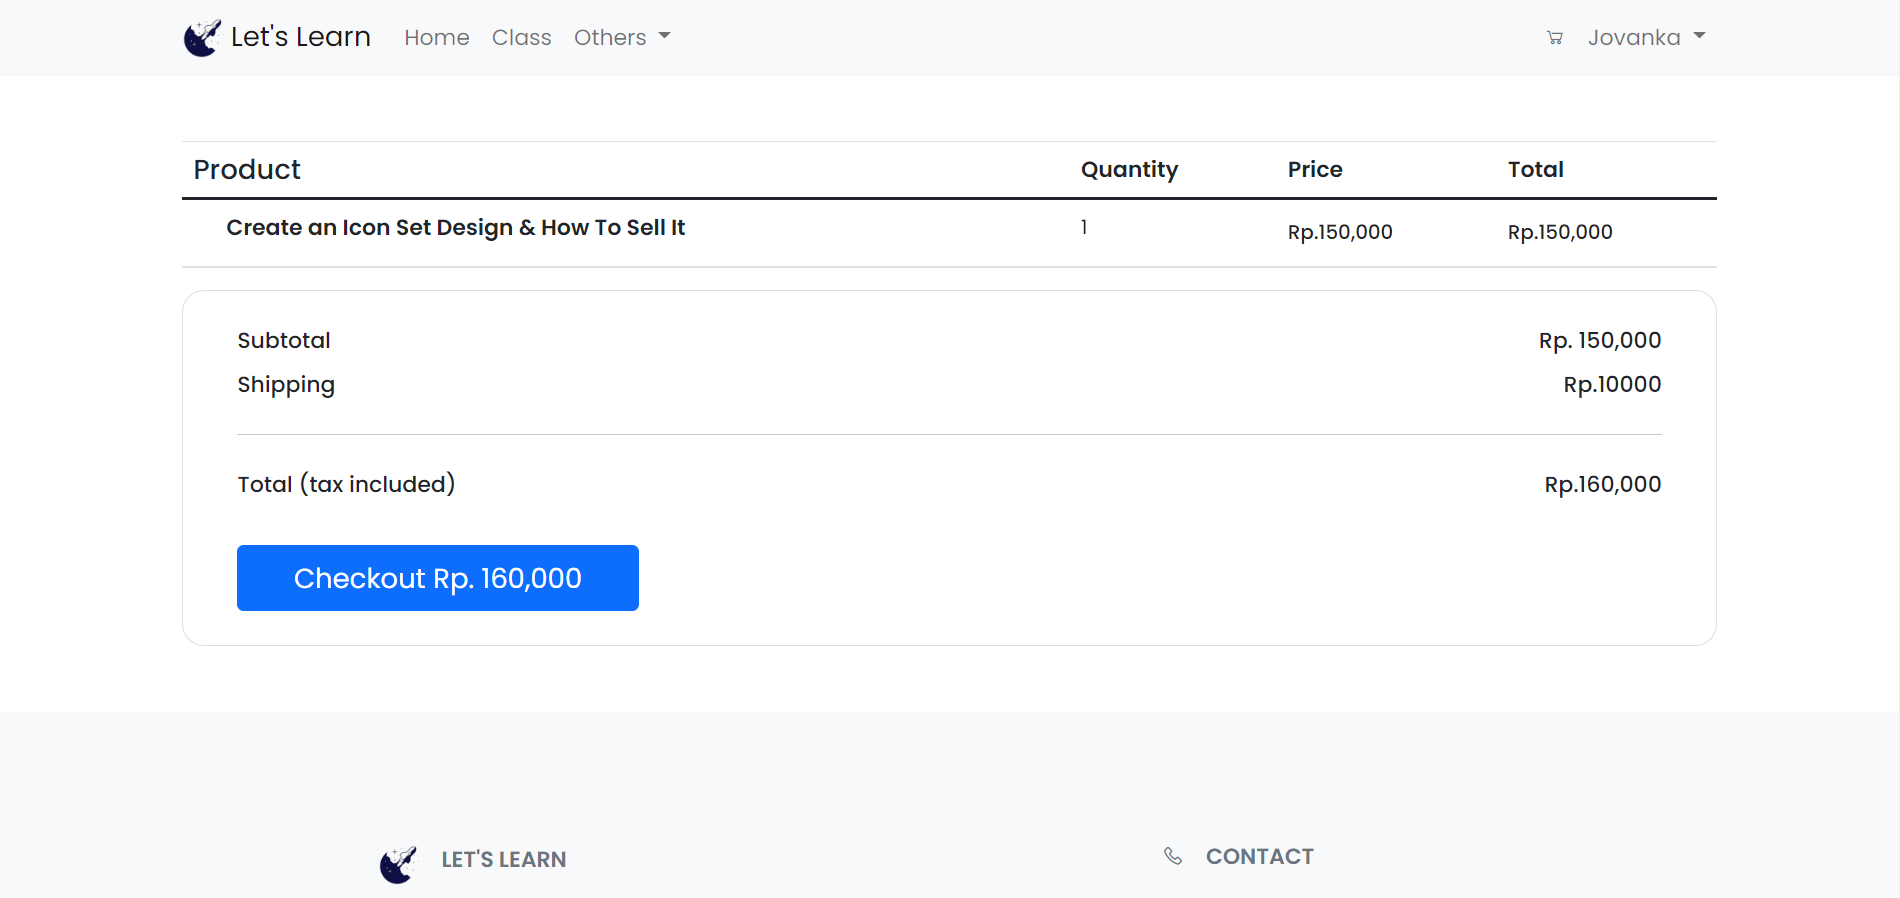 Let's Learn Home Class Others Jovanka
Product Quantity Price Total
Create an Icon Set Design & How To Sell It 1 Rp.150,000 Rp.150,000
Subtotal Rp. 150,000
Shipping Rp.10000
Total (tax included) Rp.160,000
Checkout Rp. 160,000
LET'S LEARN CONTACT